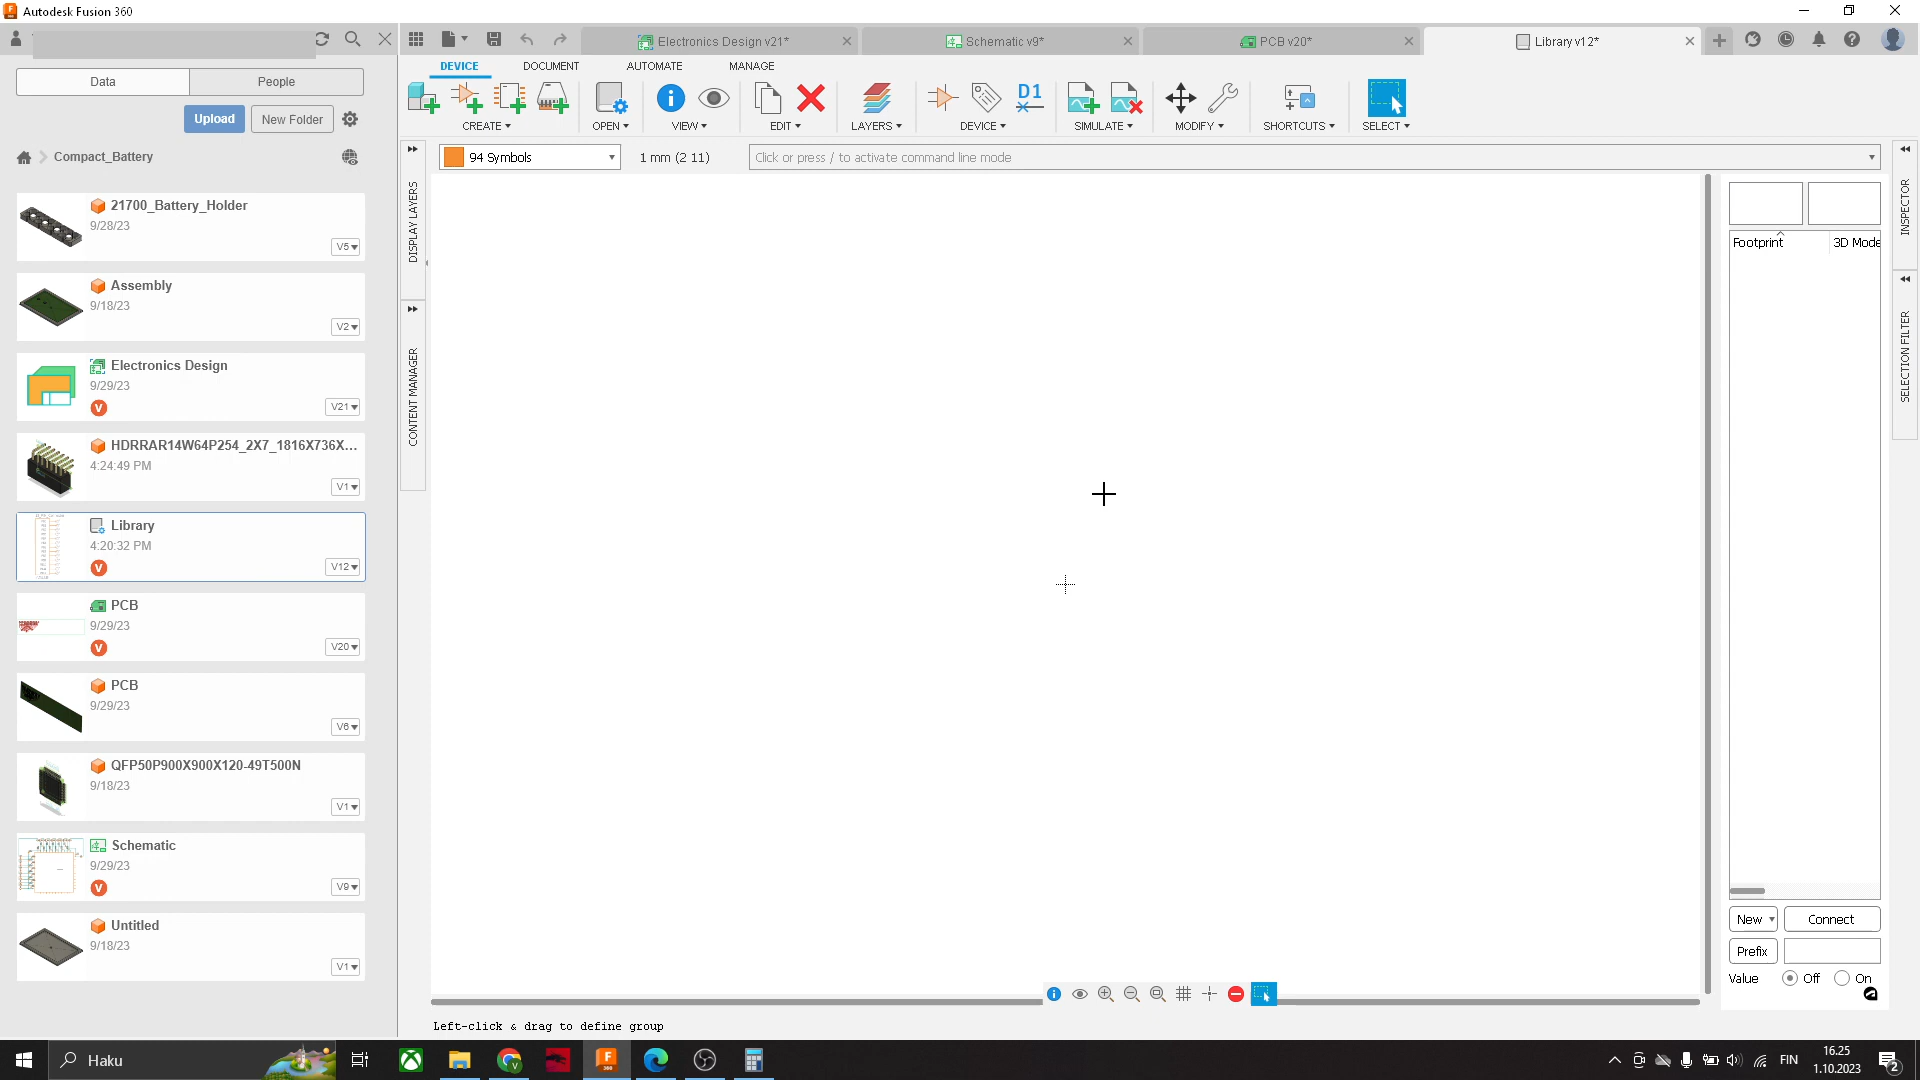 Autodesk Fusion 360
Data
People
Upload
New Folder
Compact_Battery
21700_Battery_Holder
9/28/23
V5
Assembly
9/18/23
V2
Electronics Design
9/29/23
V
V21
HDRRAR14W64P254_2X7_1816X736X...
4:24:49 PM
V1
Library
4:20:32 PM
V
V12
PCB
9/29/23
V
V20
PCB
9/29/23
V6
QFP50P900X900X120-49T500N
9/18/23
V1
Schematic
9/29/23
V
V9
Untitled
9/18/23
V1
Electronics Design v21*
Schematic v9*
PCB v20*
Library v12*
DEVICE
DOCUMENT
AUTOMATE
MANAGE
D1
CREATE
OPEN
VIEW
EDIT
LAYERS
DEVICE
SIMULATE
MODIFY
SHORTCUTS
SELECT
94 Symbols
1 mm (2 11)
Click or press / to activate command line mode
DISPLAY LAYERS
CONTENT MANAGER
Footprint
3D Mode
INSPECTOR
SELECTION FILTER
New
Connect
Prefix
Value
Off
On
Left-click & drag to define group
Haku
FIN
16.25
1.10.2023
2